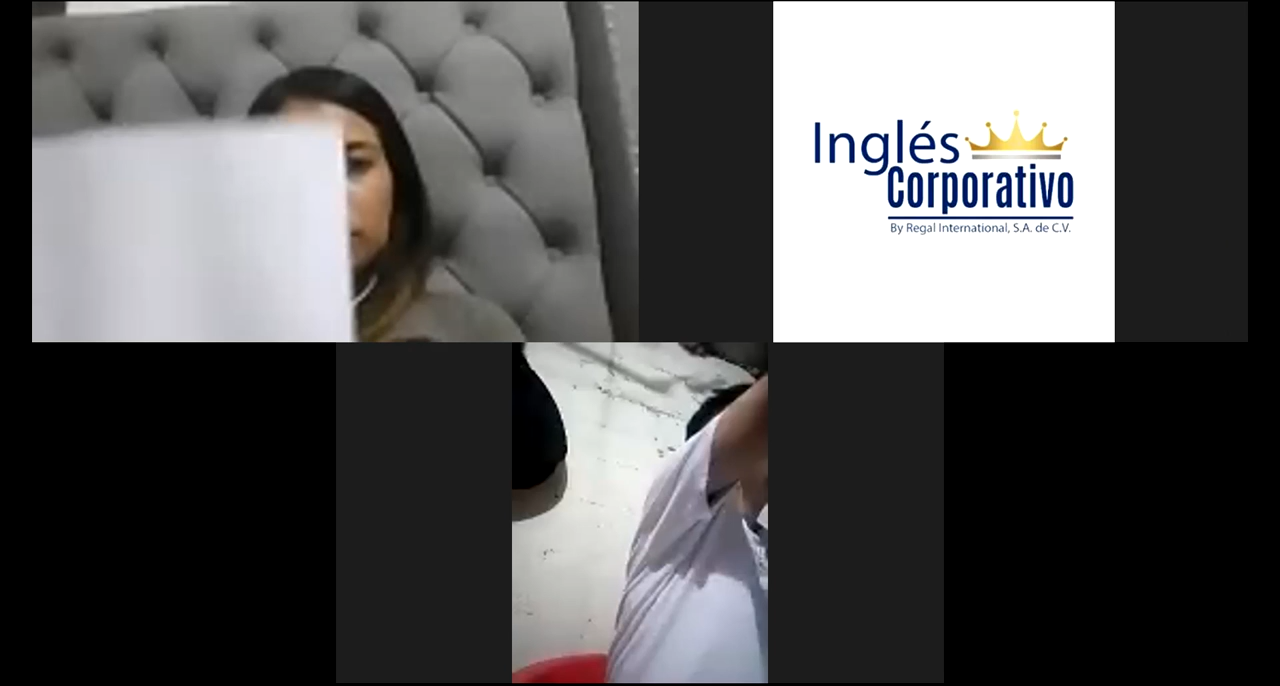 Inglés
Corporativo
By Regal International, S.A. de C.V.